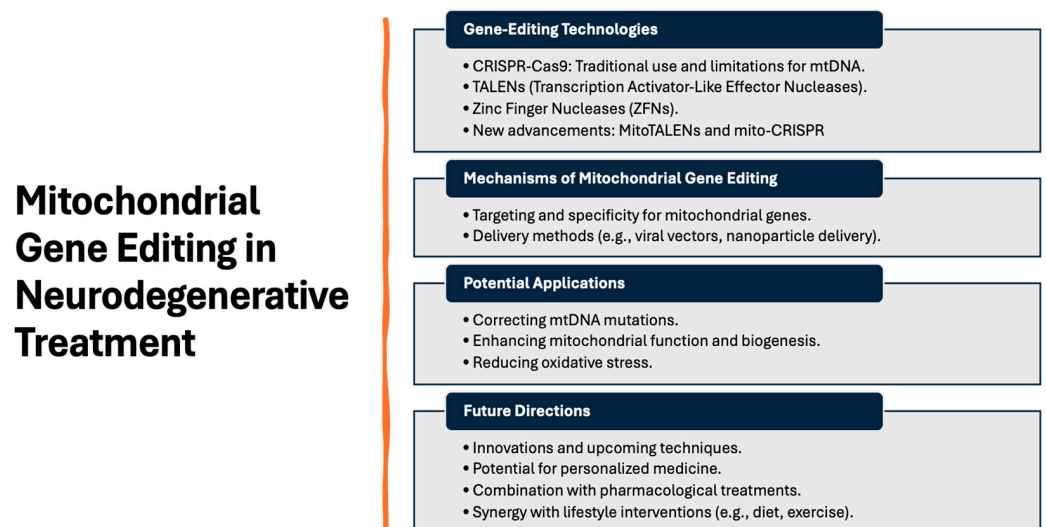 Mitochondrial
Gene Editing in
Neurodegenerative
Treatment
Gene-Editing Technologies
• CRISPR-Cas9: Traditional use and limitations for mtDNA.
• TALENs (Transcription Activator-Like Effector Nucleases).
• Zinc Finger Nucleases (ZFNs).
• New advancements: MitoTALENs and mito-CRISPR
Mechanisms of Mitochondrial Gene Editing
• Targeting and specificity for mitochondrial genes.
• Delivery methods (e.g., viral vectors, nanoparticle delivery).
Potential Applications
• Correcting mtDNA mutations.
• Enhancing mitochondrial function and biogenesis.
• Reducing oxidative stress.
Future Directions
• Innovations and upcoming techniques.
• Potential for personalized medicine.
• Combination with pharmacological treatments.
• Synergy with lifestyle interventions (e.g., diet, exercise).